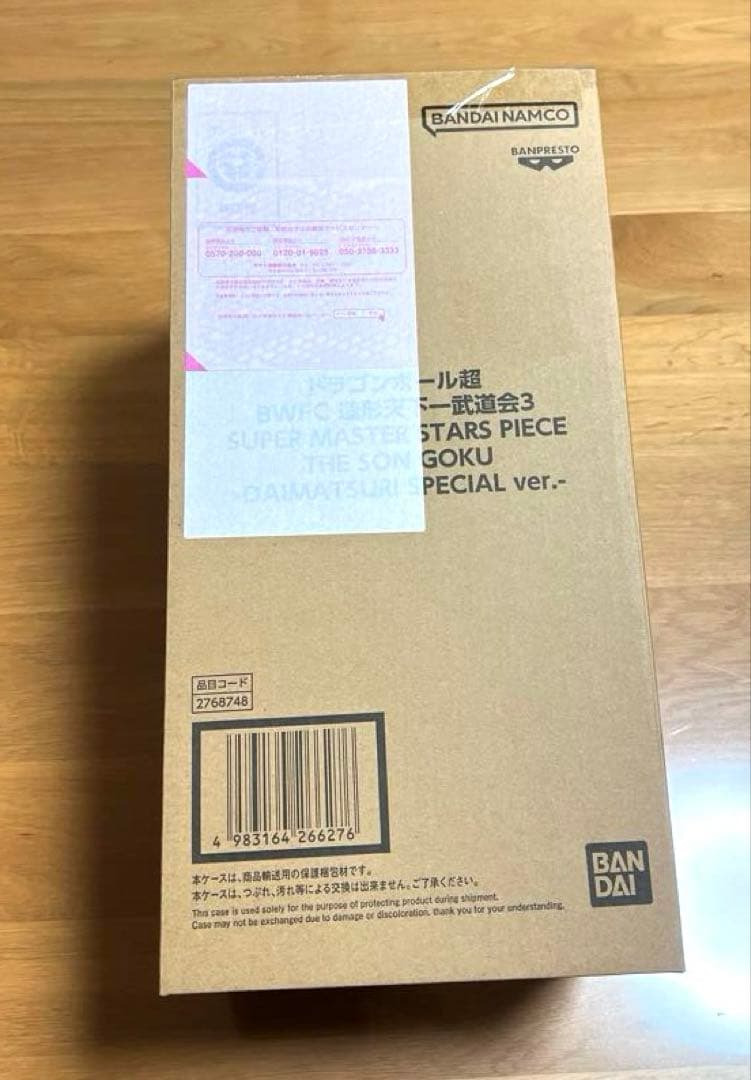 BANDAI NAMCO
BANPRESTO
0570-200-000
ドラゴンボール超
BWFC 造形天下一武道会3
SUPER MASTER STARS PIECE
THE SON GOKU
-DAIMATSURI SPECIAL ver.-
品目コード
2768748
4 983164 266276
本ケースは、商品輸送用の保護梱包材です。
本ケースは、つぶれ、汚れ等による交換は出来ません。ご了承ください。
This case is used solely for the purpose of protecting product during shipment.
Case may not be exchanged due to damage or discoloration. thank you for your understanding.
BAN
DAI